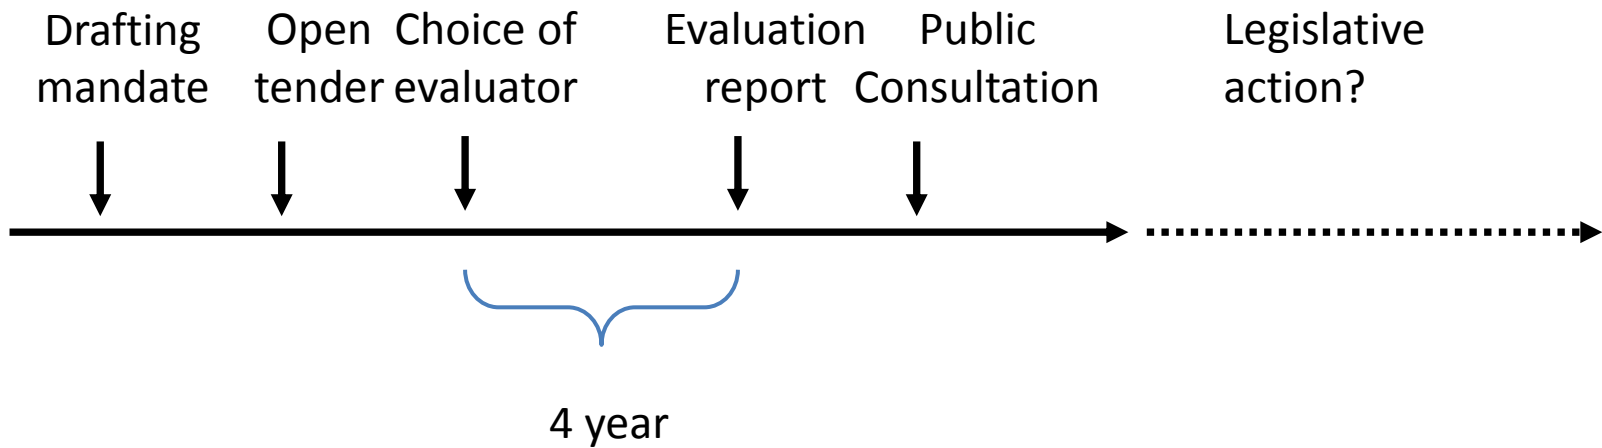 Drafting
mandate
Open
tender
Choice of
evaluator
Evaluation
report
Public
Consultation
Legislative
action?
4 year